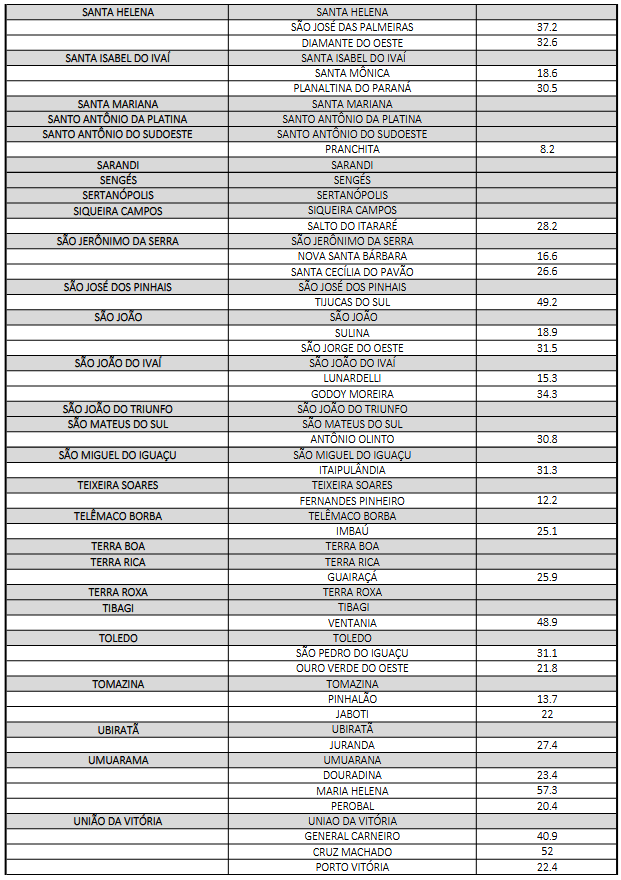 SANTA HELENA SANTA HELENA
SÃO JOSÉ DAS PALMEIRAS 37.2
DIAMANTE DO OESTE 32.6
SANTA ISABEL DO IVAÍ SANTA ISABEL DO IVAÍ
SANTA MÔNICA 18.6
PLANALTINA DO PARANÁ 30.5
SANTA MARIANA SANTA MARIANA
SANTO ANTÔNIO DA PLATINA SANTO ANTÔNIO DA PLATINA
SANTO ANTÔNIO DO SUDOESTE SANTO ANTÔNIO DO SUDOESTE
PRANCHITA 8.2
SARANDI SARANDI
SENGÉS SENGÉS
SERTANÓPOLIS SERTANÓPOLIS
SIQUEIRA CAMPOS SIQUEIRA CAMPOS
SALTO DO ITARARÉ 28.2
SÃO JERÔNIMO DA SERRA SÃO JERÔNIMO DA SERRA
NOVA SANTA BÁRBARA 16.6
SANTA CECÍLIA DO PAVÃO 26.6
SÃO JOSÉ DOS PINHAIS SÃO JOSÉ DOS PINHAIS
TIJUCAS DO SUL 49.2
SÃO JOÃO SÃO JOÃO
SULINA 18.9
SÃO JORGE DO OESTE 31.5
SÃO JOÃO DO IVAÍ SÃO JOÃO DO IVAÍ
LUNARDELLI 15.3
GODOY MOREIRA 34.3
SÃO JOÃO DO TRIUNFO SÃO JOÃO DO TRIUNFO
SÃO MATEUS DO SUL SÃO MATEUS DO SUL
ANTÔNIO OLINTO 30.8
SÃO MIGUEL DO IGUAÇU SÃO MIGUEL DO IGUAÇU
ITAIPULÂNDIA 31.3
TEIXEIRA SOARES TEIXEIRA SOARES
FERNANDES PINHEIRO 12.2
TELÊMACO BORBA TELÊMACO BORBA
IMBAÚ 25.1
TERRA BOA TERRA BOA
TERRA RICA TERRA RICA
GUAIRAÇÁ 25.9
TERRA ROXA TERRA ROXA
TIBAGI TIBAGI
VENTANIA 48.9
TOLEDO TOLEDO
SÃO PEDRO DO IGUAÇU 31.1
OURO VERDE DO OESTE 21.8
TOMAZINA TOMAZINA
PINHALÃO 13.7
JABOTI 22
UBIRATÃ UBIRATÃ
JURANDA 27.4
UMUARAMA UMUARANA
DOURADINA 23.4
MARIA HELENA 57.3
PEROBAL 20.4
UNIÃO DA VITÓRIA UNIAO DA VITÓRIA
GENERAL CARNEIRO 40.9
CRUZ MACHADO 52
PORTO VITÓRIA 22.4